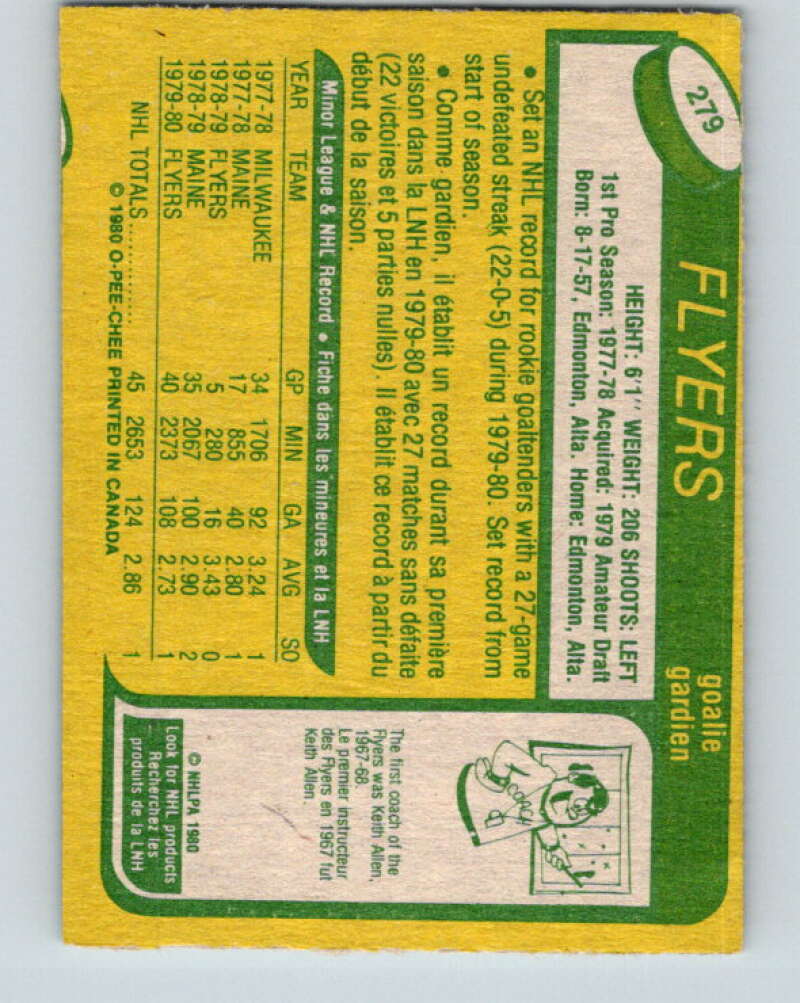 279
FLYERS
goalie
gardien
HEIGHT: 6'1'' WEIGHT: 206 SHOOTS: LEFT
1st Pro Season: 1977-78 Acquired: 1979 Amateur Draft
Born: 8-17-57, Edmonton, Alta. Home: Edmonton, Alta.
• Set an NHL record for rookie goaltenders with a 27-game
undefeated streak (22-0-5) during 1979-80. Set record from
start of season.
• Comme gardien, il établit un record durant sa première
saison dans la LNH en 1979-80 avec 27 matches sans défaite
(22 victoires et 5 parties nulles). Il établit ce record à partir du
début de la saison.
Minor League & NHL Record • Fiche dans les mineures et la LNH
YEAR TEAM GP MIN GA AVG SO
1977-78 MILWAUKEE 34 1706 92 3.24 1
1977-78 MAINE 17 855 40 2.80 1
1978-79 FLYERS 5 280 16 3.43 0
1978-79 MAINE 35 2067 100 2.90 2
1979-80 FLYERS 40 2373 108 2.73 1
NHL TOTALS............. 45 2653 124 2.86 1
© 1980 O-PEE-CHEE PRINTED IN CANADA
COACH
The first coach of the
Flyers was Keith Allen,
1967-68.
Le premier instructeur
des Flyers en 1967 fut
Keith Allen.
© NHLPA 1980
Look for NHL products
... Recherchez les
produits de la LNH